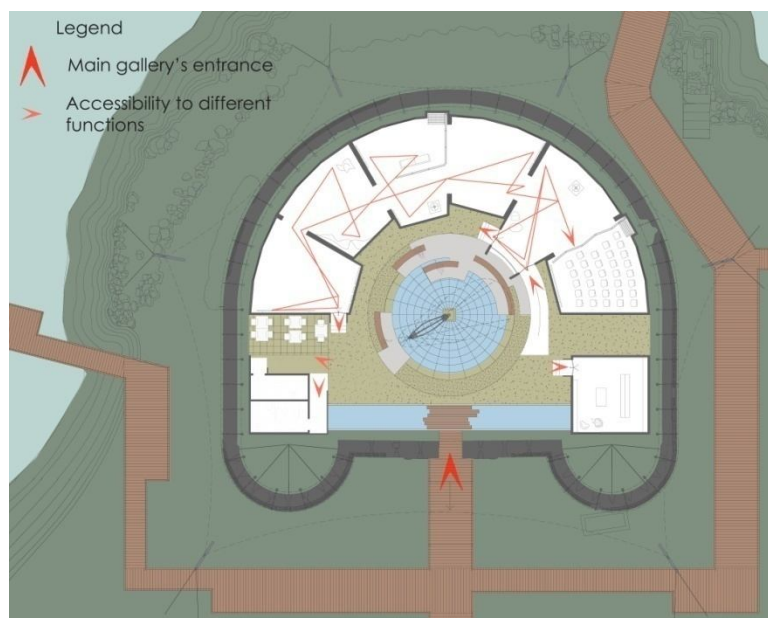 Legend
Main gallery's entrance
Accessibility to different
functions